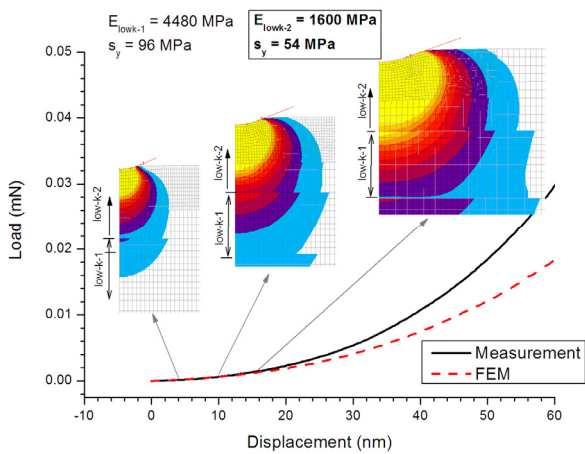 E_lowk-1 = 4480 MPa
s_y = 96 MPa
E_lowk-2 = 1600 MPa
s_y = 54 MPa
0.05
0.04
0.03
0.02
0.01
0.00
Load (mN)
low-k-2
low-k-1
low-k-2
low-k-1
low-k-2
low-k-1
Measurement
FEM
-10 0 10 20 30 40 50 60
Displacement (nm)